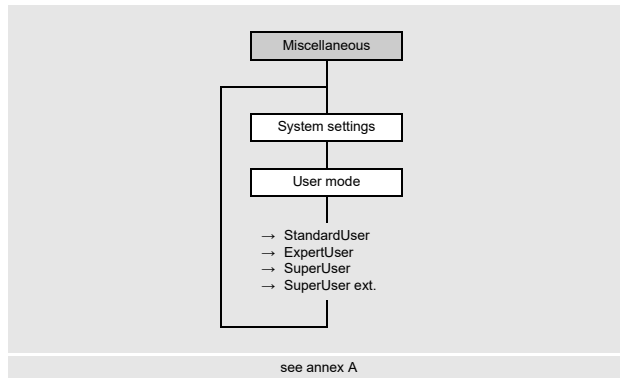 Miscellaneous
System settings
User mode
→ StandardUser
→ ExpertUser
→ SuperUser
→ SuperUser ext.
see annex A